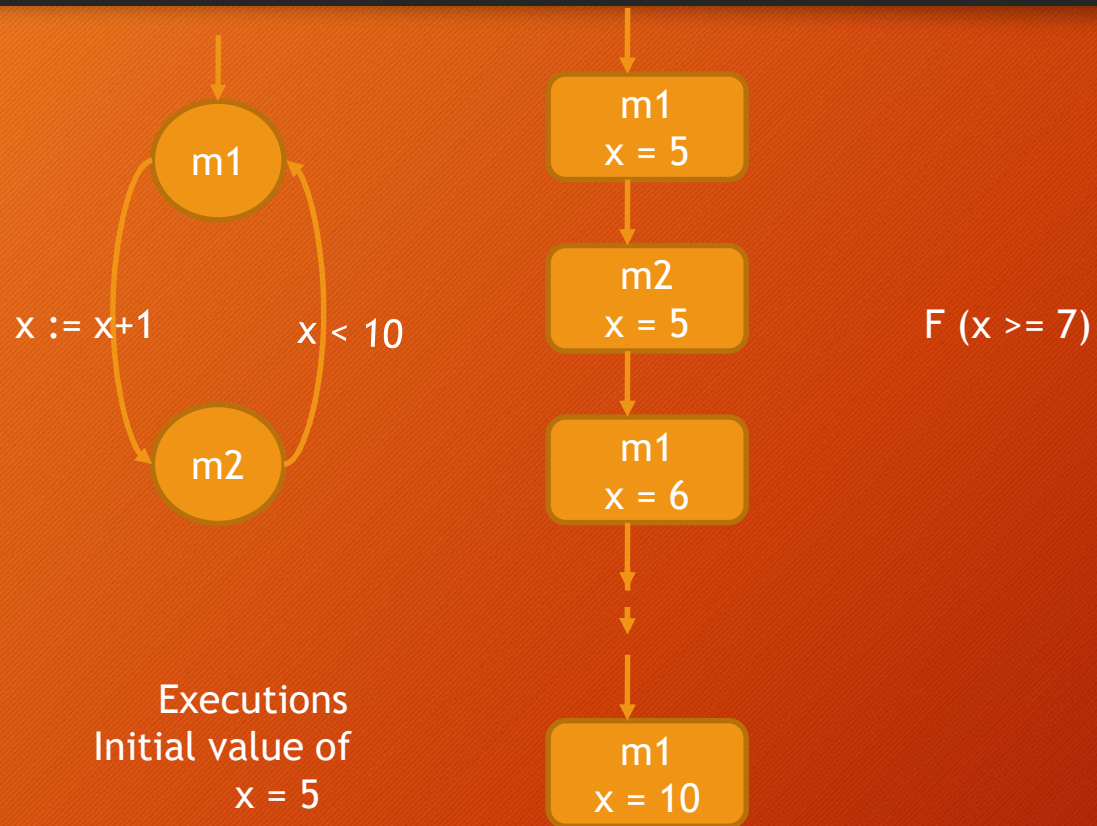 m1
x := x+1
x < 10
m2
Executions
Initial value of
x = 5
m1
x = 5
m2
x = 5
m1
x = 6
m1
x = 10
F (x >= 7)